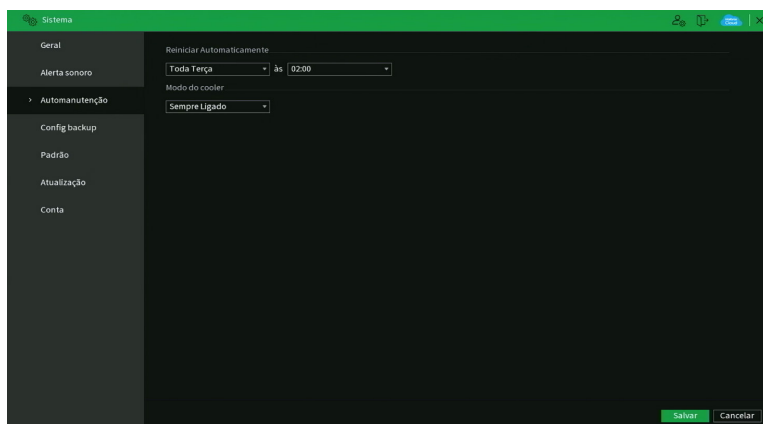 Sistema
Geral
Alerta sonoro
Automanutenção
Config backup
Padrão
Atualização
Conta
Reiniciar Automaticamente
Toda Terça às 02:00
Modo do cooler
Sempre Ligado
Salvar Cancelar